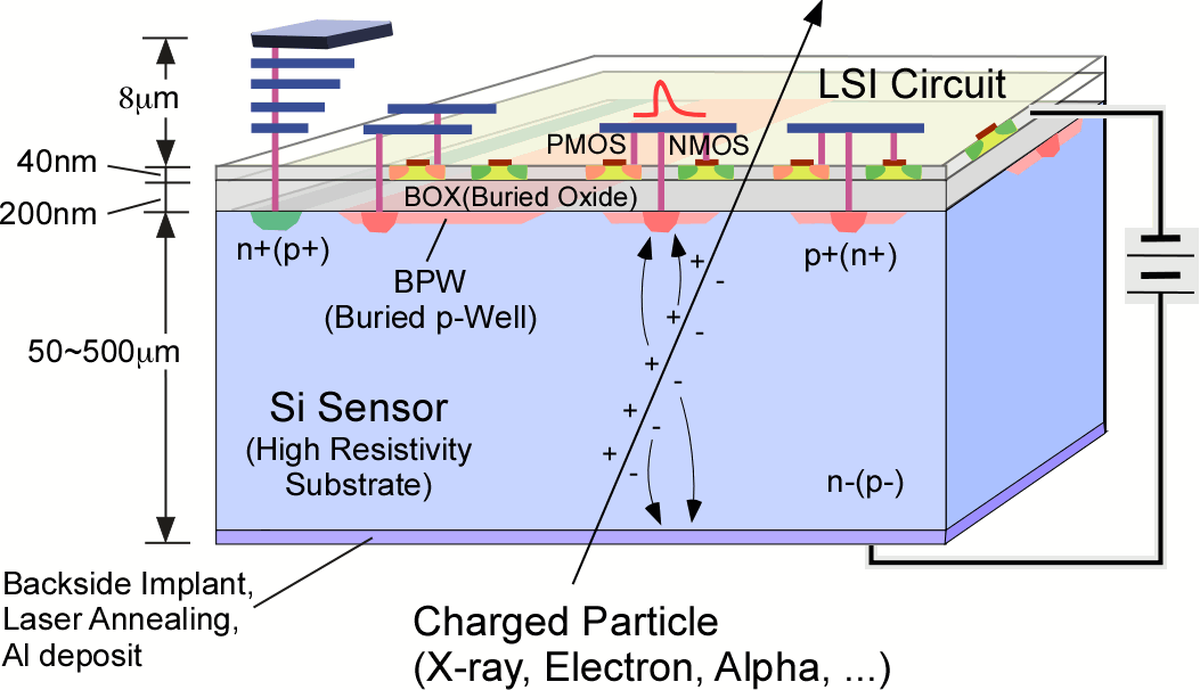 LSI Circuit
8μm
PMOS
NMOS
40nm
BOX(Buried Oxide)
200nm
n+(p+)
p+(n+)
BPW
(Buried p-Well)
+
-
+
-
50~500μm
+
-
Si Sensor
+
-
(High Resistivity
Substrate)
+
-
n-(p-)
Backside Implant,
Laser Annealing,
Al deposit
Charged Particle
(X-ray, Electron, Alpha, ...)